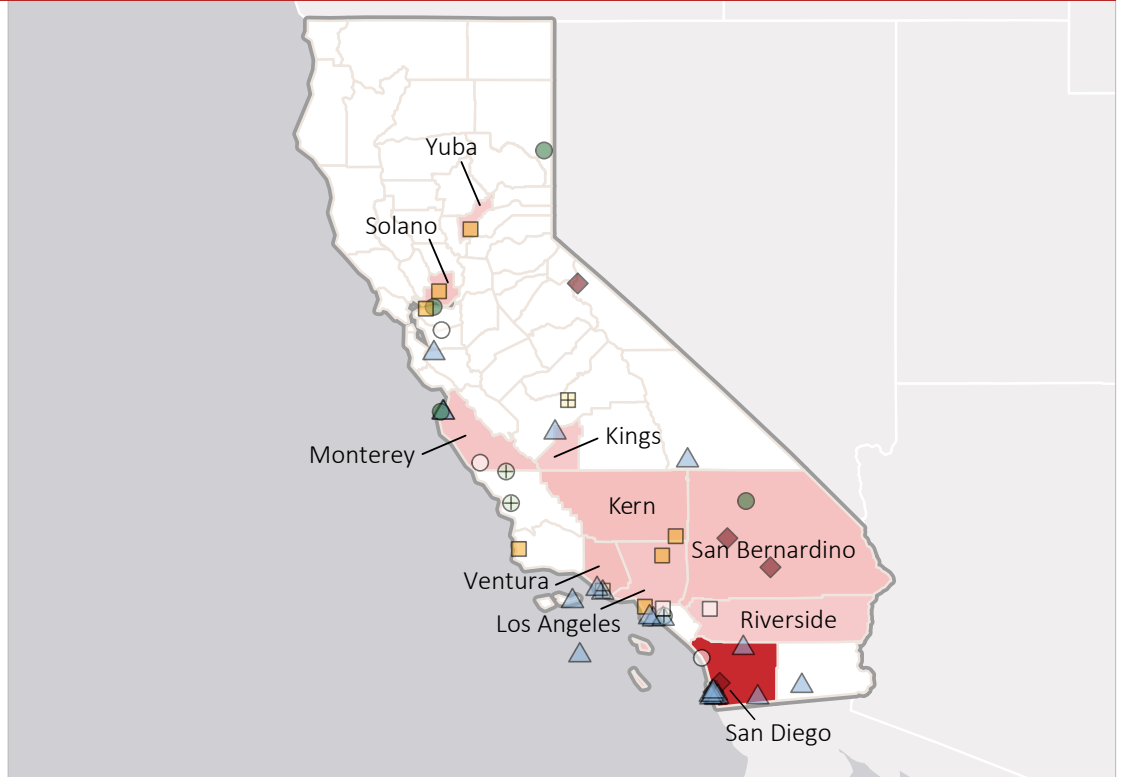 Yuba
Solano
Monterey
Kings
Kern
San Bernardino
Ventura
Los Angeles
Riverside
San Diego